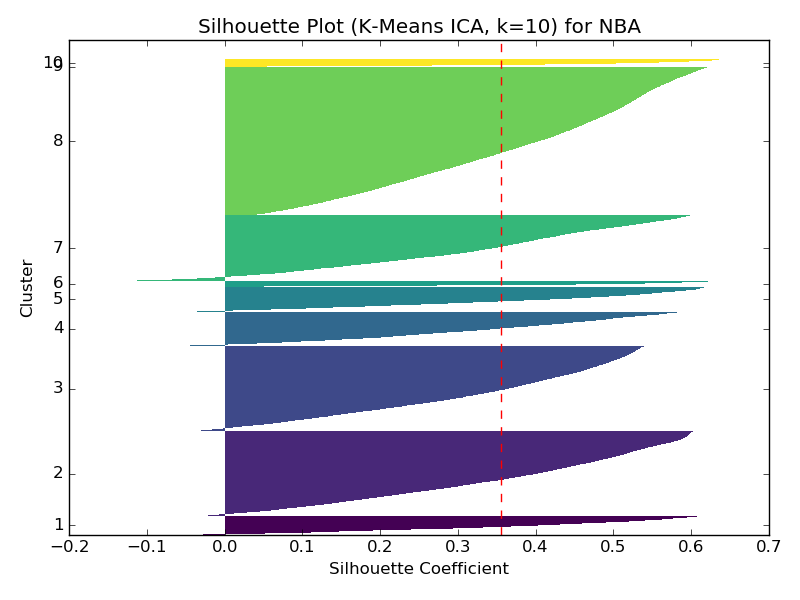 Silhouette Plot (K-Means ICA, k=10) for NBA
10
9
8
7
6
5
4
3
2
1
Cluster
−0.2 −0.1 0.0 0.1 0.2 0.3 0.4 0.5 0.6 0.7
Silhouette Coefficient